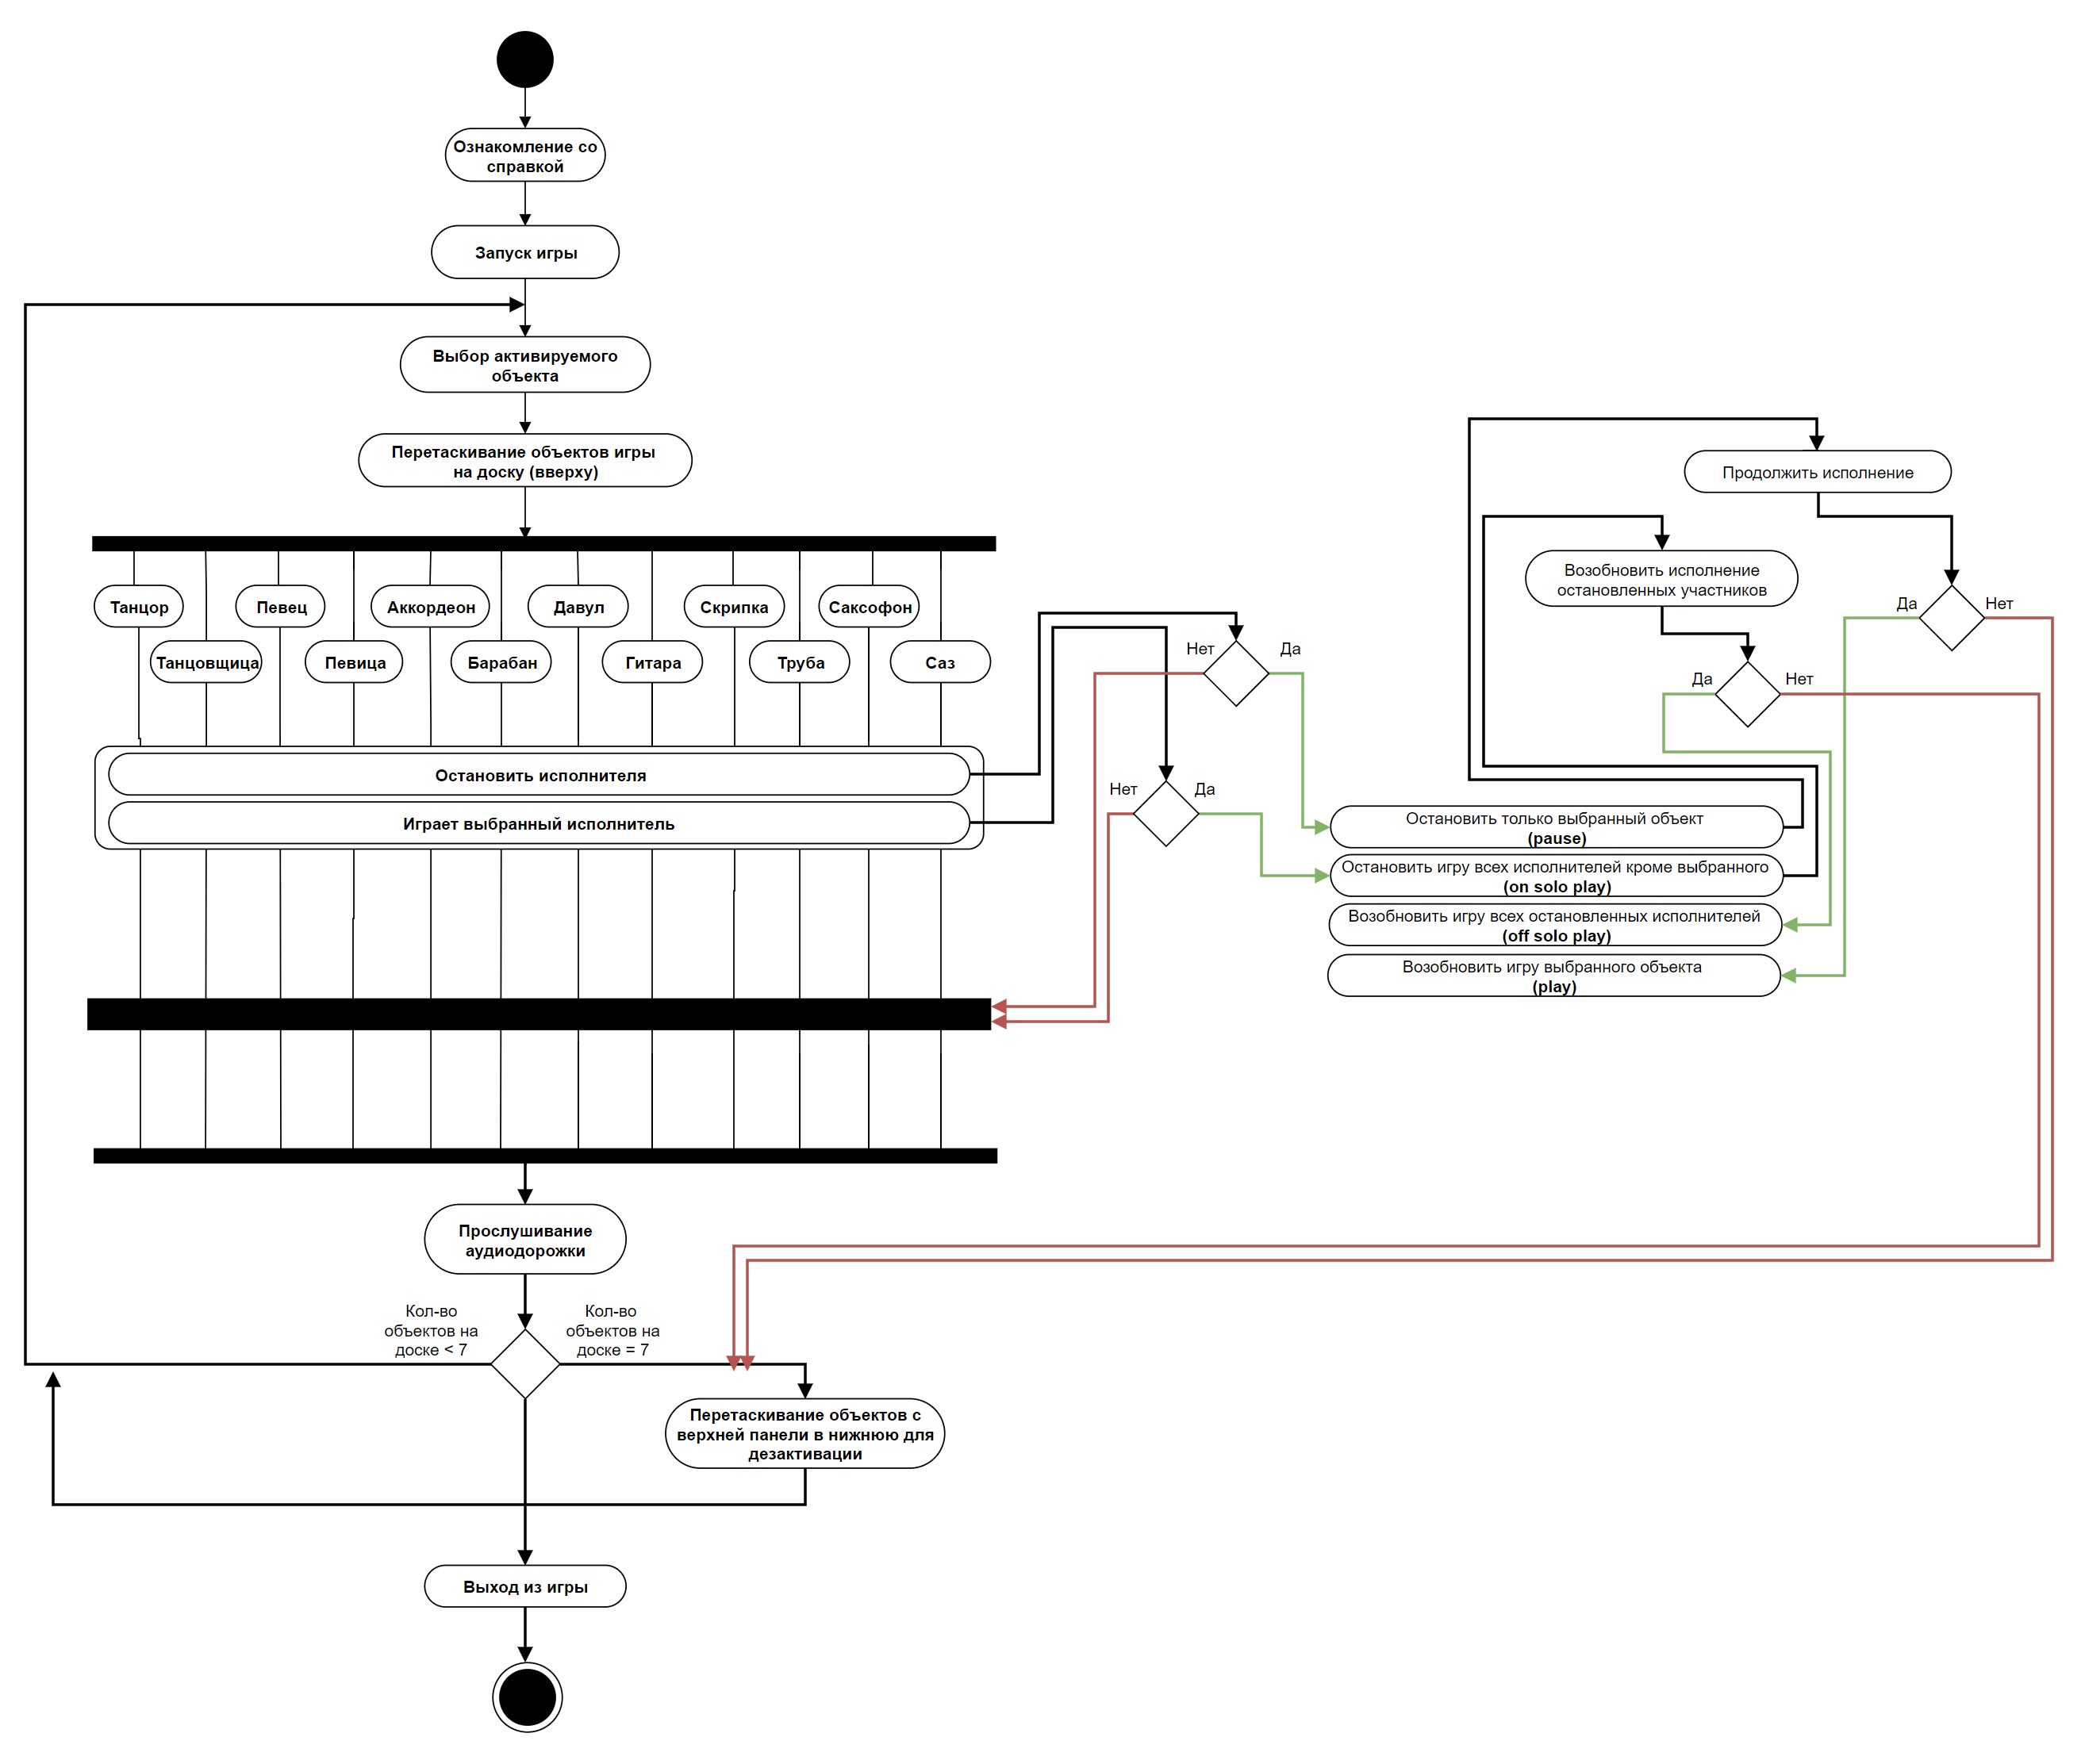 Ознакомление со
справкой
Запуск игры
Выбор активируемого
объекта
Перетаскивание объектов игры
на доску (вверху)
Танцор
Певец
Аккордеон
Давул
Скрипка
Саксофон
Танцовщица
Певица
Барабан
Гитара
Труба
Саз
Остановить исполнителя
Играет выбранный исполнитель
Нет
Да
Нет
Да
Продолжить исполнение
Возобновить исполнение
остановленных участников
Да
Нет
Да
Нет
Остановить только выбранный объект
(pause)
Остановить игру всех исполнителей кроме выбранного
(on solo play)
Возобновить игру всех остановленных исполнителей
(off solo play)
Возобновить игру выбранного объекта
(play)
Прослушивание
аудиодорожки
Кол-во
объектов на
доске < 7
Кол-во
объектов на
доске = 7
Перетаскивание объектов с
верхней панели в нижнюю для
дезактивации
Выход из игры